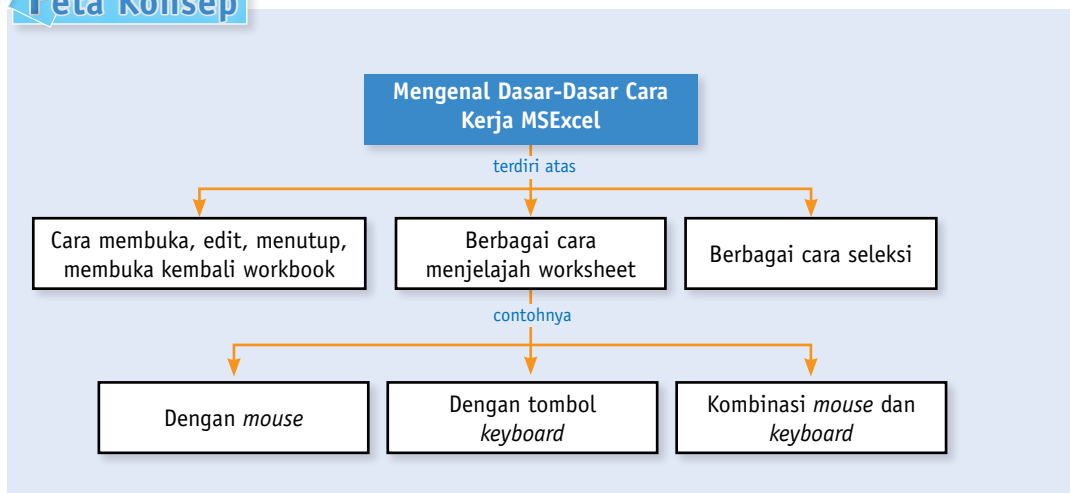 Peta Konsep
Mengenal Dasar-Dasar Cara
Kerja MSExcel
terdiri atas
Cara membuka, edit, menutup,
membuka kembali workbook
Berbagai cara
menjelajah worksheet
Berbagai cara seleksi
contohnya
Dengan mouse
Dengan tombol
keyboard
Kombinasi mouse dan
keyboard